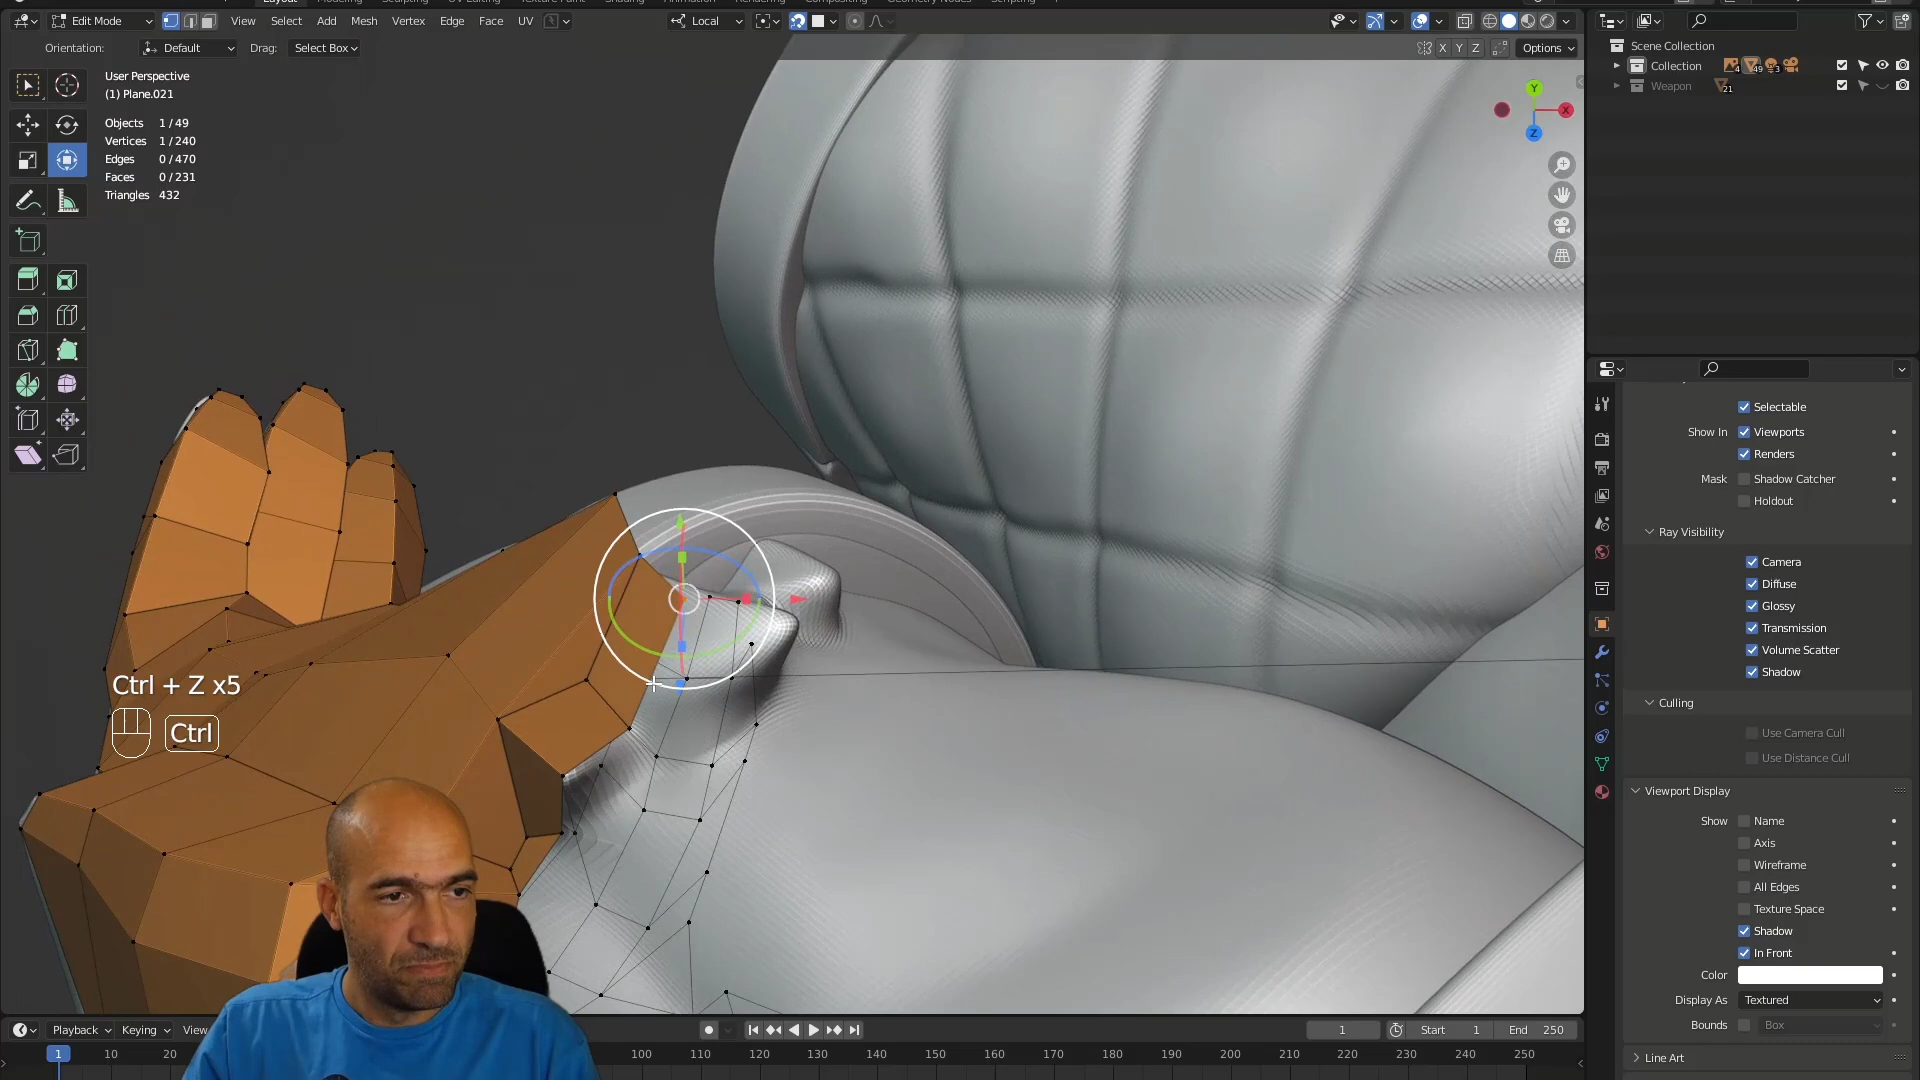 Layout
Edit Mode View Select Add Mesh Vertex Edge Face UV Local
Orientation: Default Drag: Select Box X Y Z Options
User Perspective
(1) Plane.021
Objects 1 / 49
Vertices 1 / 240
Edges 0 / 470
Faces 0 / 231
Triangles 432
Y
X
Z
Ctrl + Z x5
Ctrl
Scene Collection
Collection 4 49 3
Weapon 21
Selectable
Show In Viewports
Renders
Mask Shadow Catcher
Holdout
Ray Visibility
Camera
Diffuse
Glossy
Transmission
Volume Scatter
Shadow
Culling
Use Camera Cull
Use Distance Cull
Viewport Display
Show Name
Axis
Wireframe
All Edges
Texture Space
Shadow
In Front
Color
Display As Textured
Bounds Box
Line Art
Playback Keying View 1 Start 1 End 250
1 10 20 100 110 120 130 140 150 160 170 180 190 200 210 220 230 240 250